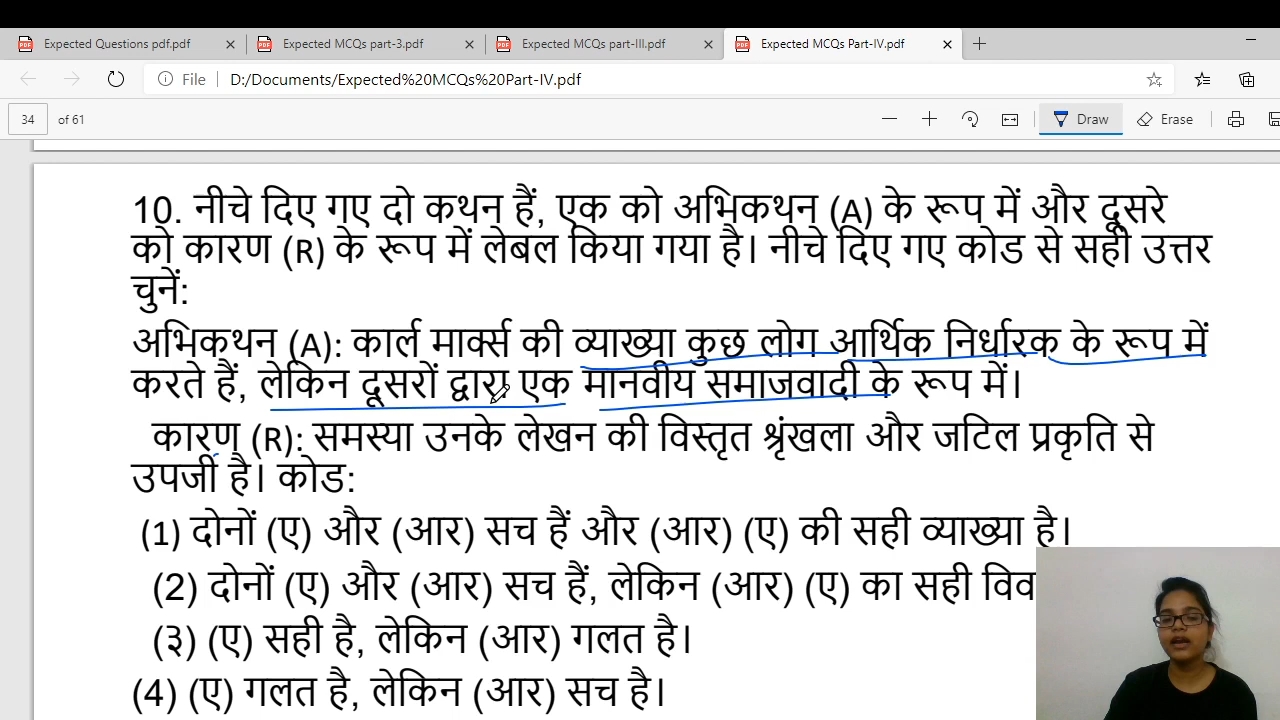 Expected Questions pdf.pdf
Expected MCQs part-3.pdf
Expected MCQs part-III.pdf
Expected MCQs Part-IV.pdf
File
D:/Documents/Expected%20MCQs%20Part-IV.pdf
34 of 61
Draw
Erase
10. नीचे दिए गए दो कथन हैं, एक को अभिकथन (A) के रूप में और दूसरे
को कारण (R) के रूप में लेबल किया गया है। नीचे दिए गए कोड से सही उत्तर
चुनें:
अभिकथन (A): कार्ल मार्क्स की व्याख्या कुछ लोग आर्थिक निर्धारक के रूप में
करते हैं, लेकिन दूसरों द्वारा एक मानवीय समाजवादी के रूप में।
कारण (R): समस्या उनके लेखन की विस्तृत श्रृंखला और जटिल प्रकृति से
उपजी है। कोड:
(1) दोनों (ए) और (आर) सच हैं और (आर) (ए) की सही व्याख्या है।
(2) दोनों (ए) और (आर) सच हैं, लेकिन (आर) (ए) का सही
(३) (ए) सही है, लेकिन (आर) गलत है।
(4) (ए) गलत है, लेकिन (आर) सच है।